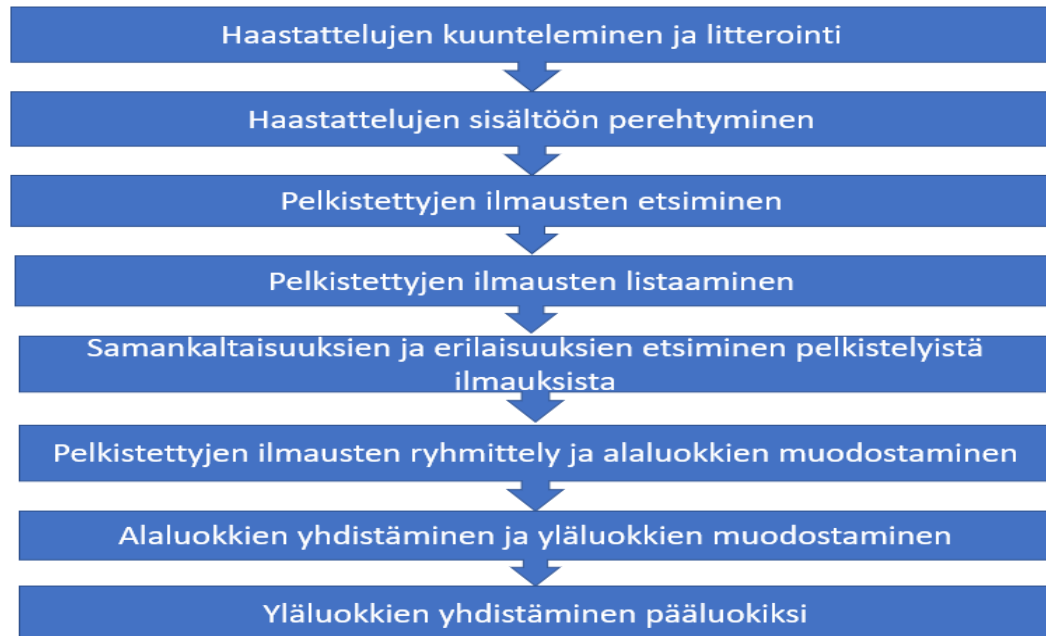 Haastattelujen kuunteleminen ja litterointi
Haastattelujen sisältöön perehtyminen
Pelkistettyjen ilmausten etsiminen
Pelkistettyjen ilmausten listaaminen
Samankaltaisuuksien ja erilaisuuksien etsiminen pelkistelyistä
ilmauksista
Pelkistettyjen ilmausten ryhmittely ja alaluokkien muodostaminen
Alaluokkien yhdistäminen ja yläluokkien muodostaminen
Yläluokkien yhdistäminen pääluokiksi